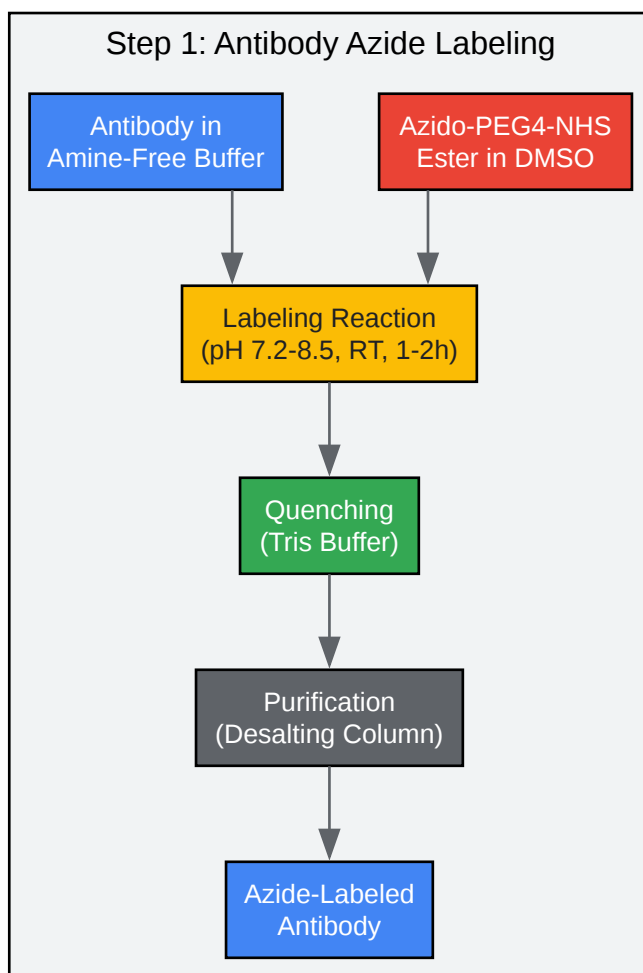 Step 1: Antibody Azide Labeling
Antibody in
Amine-Free Buffer
Azido-PEG4-NHS
Ester in DMSO
Labeling Reaction
(pH 7.2-8.5, RT, 1-2h)
Quenching
(Tris Buffer)
Purification
(Desalting Column)
Azide-Labeled
Antibody